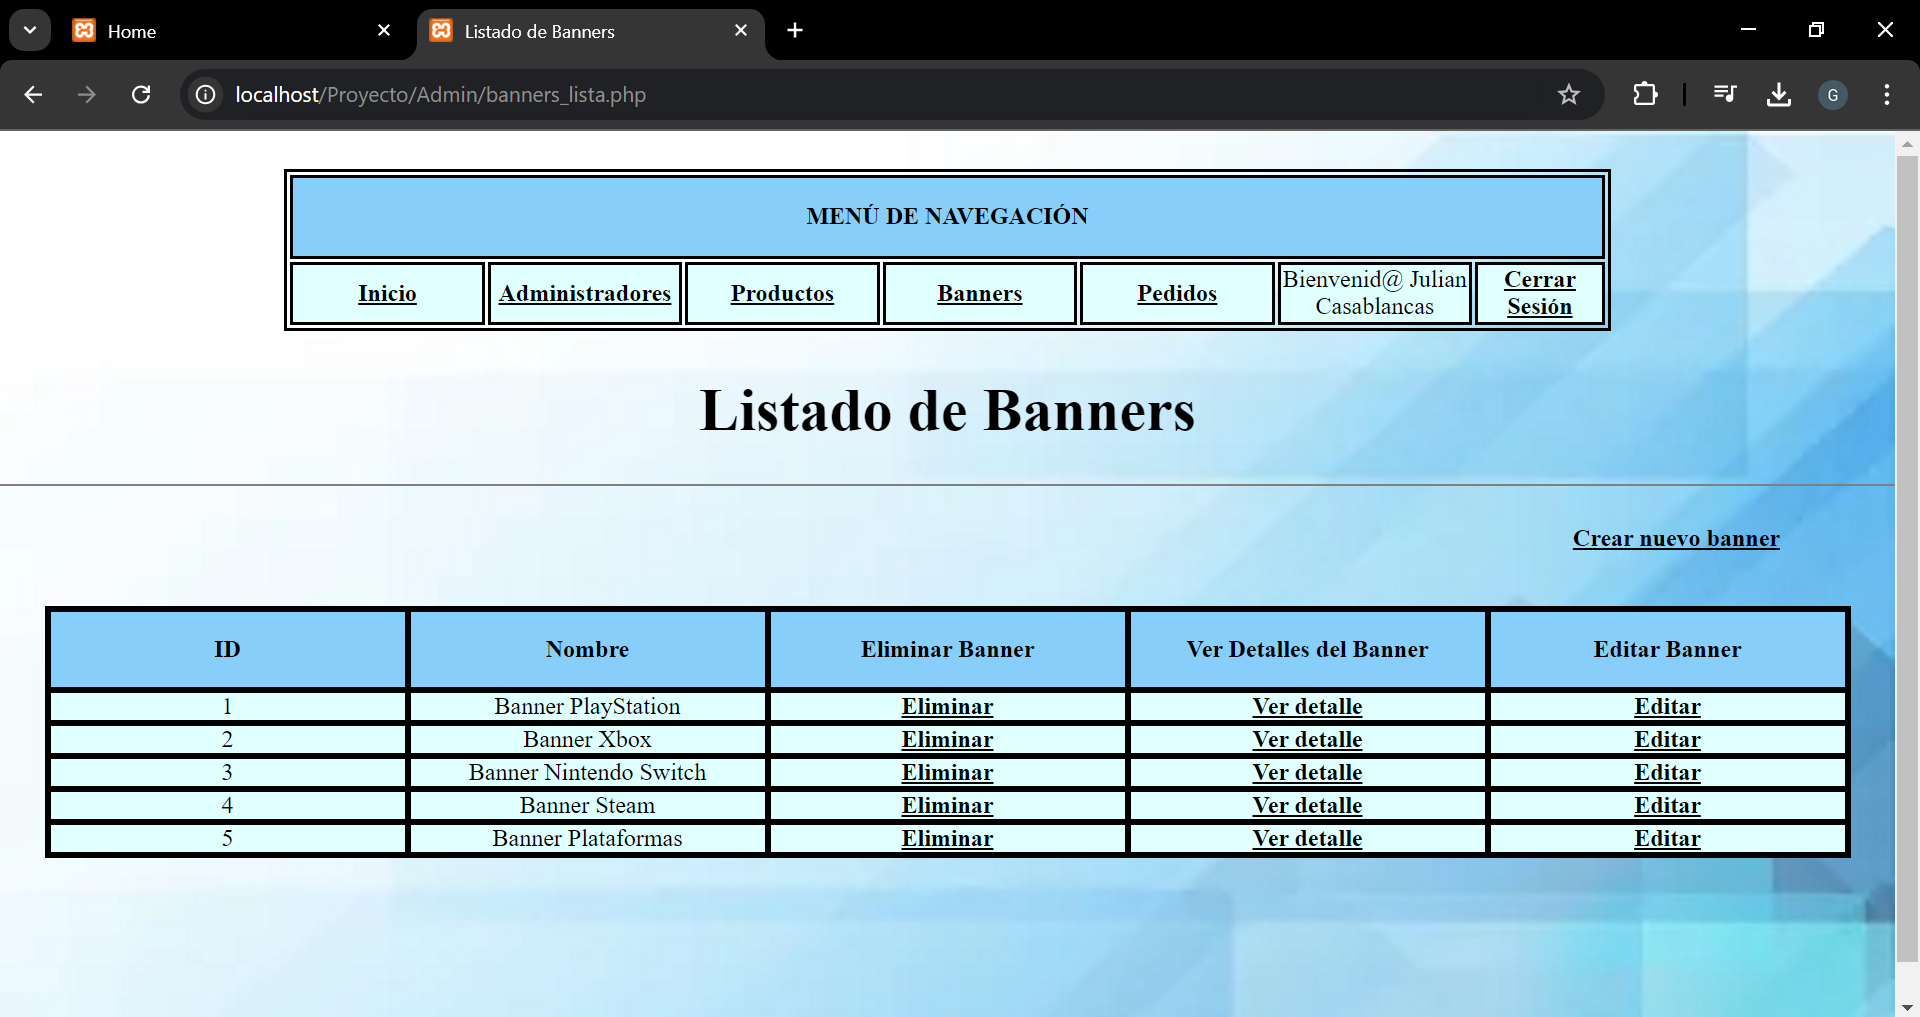 Home
Listado de Banners
localhost/Proyecto/Admin/banners_lista.php
G
MENÚ DE NAVEGACIÓN
Inicio
Administradores
Productos
Banners
Pedidos
Bienvenid@ Julian
Casablancas
Cerrar
Sesión
Listado de Banners
Crear nuevo banner
ID Nombre Eliminar Banner Ver Detalles del Banner Editar Banner
1 Banner PlayStation Eliminar Ver detalle Editar
2 Banner Xbox Eliminar Ver detalle Editar
3 Banner Nintendo Switch Eliminar Ver detalle Editar
4 Banner Steam Eliminar Ver detalle Editar
5 Banner Plataformas Eliminar Ver detalle Editar